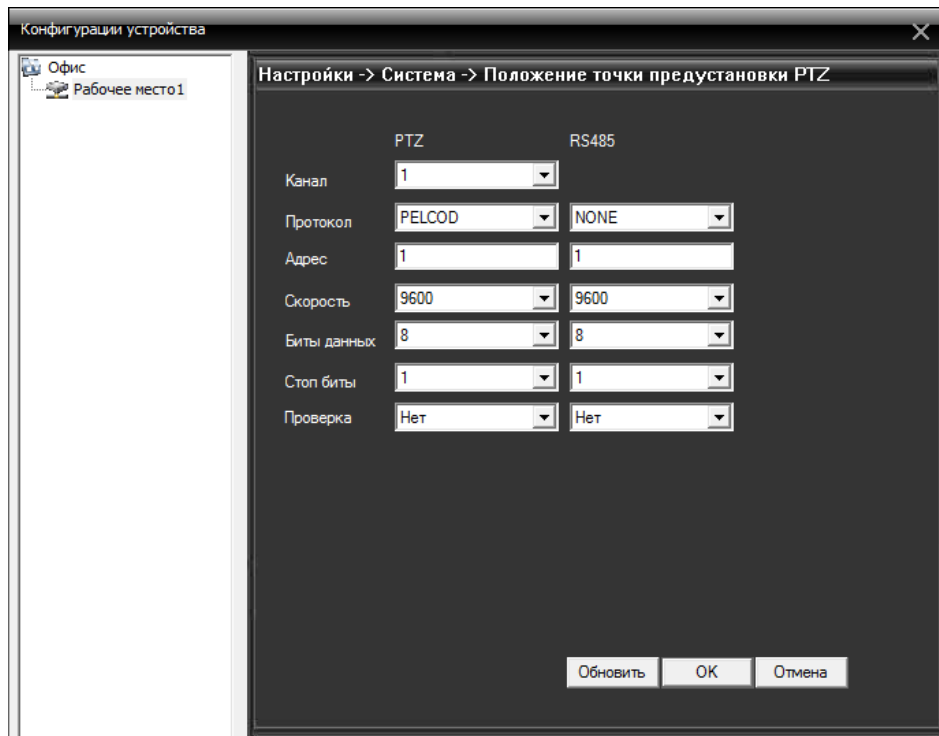 Конфигурации устройства
Офис
Рабочее место1
Настройки -> Система -> Положение точки предустановки PTZ
PTZ RS485
Канал 1
Протокол PELCOD NONE
Адрес 1 1
Скорость 9600 9600
Биты данных 8 8
Стоп биты 1 1
Проверка Нет Нет
Обновить OK Отмена